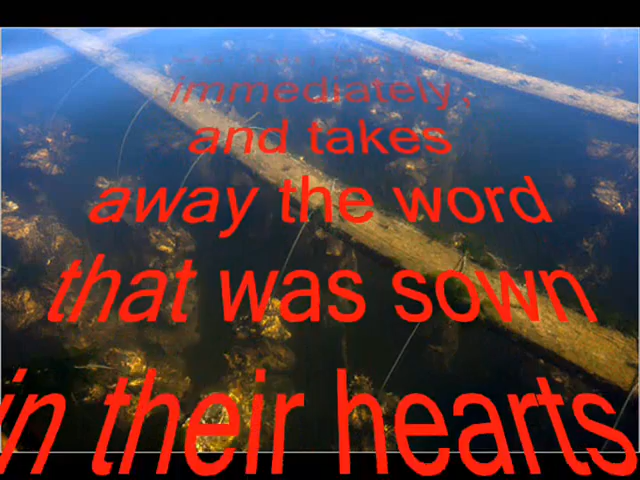 immediately,
and takes
away the word
that was sown
in their hearts